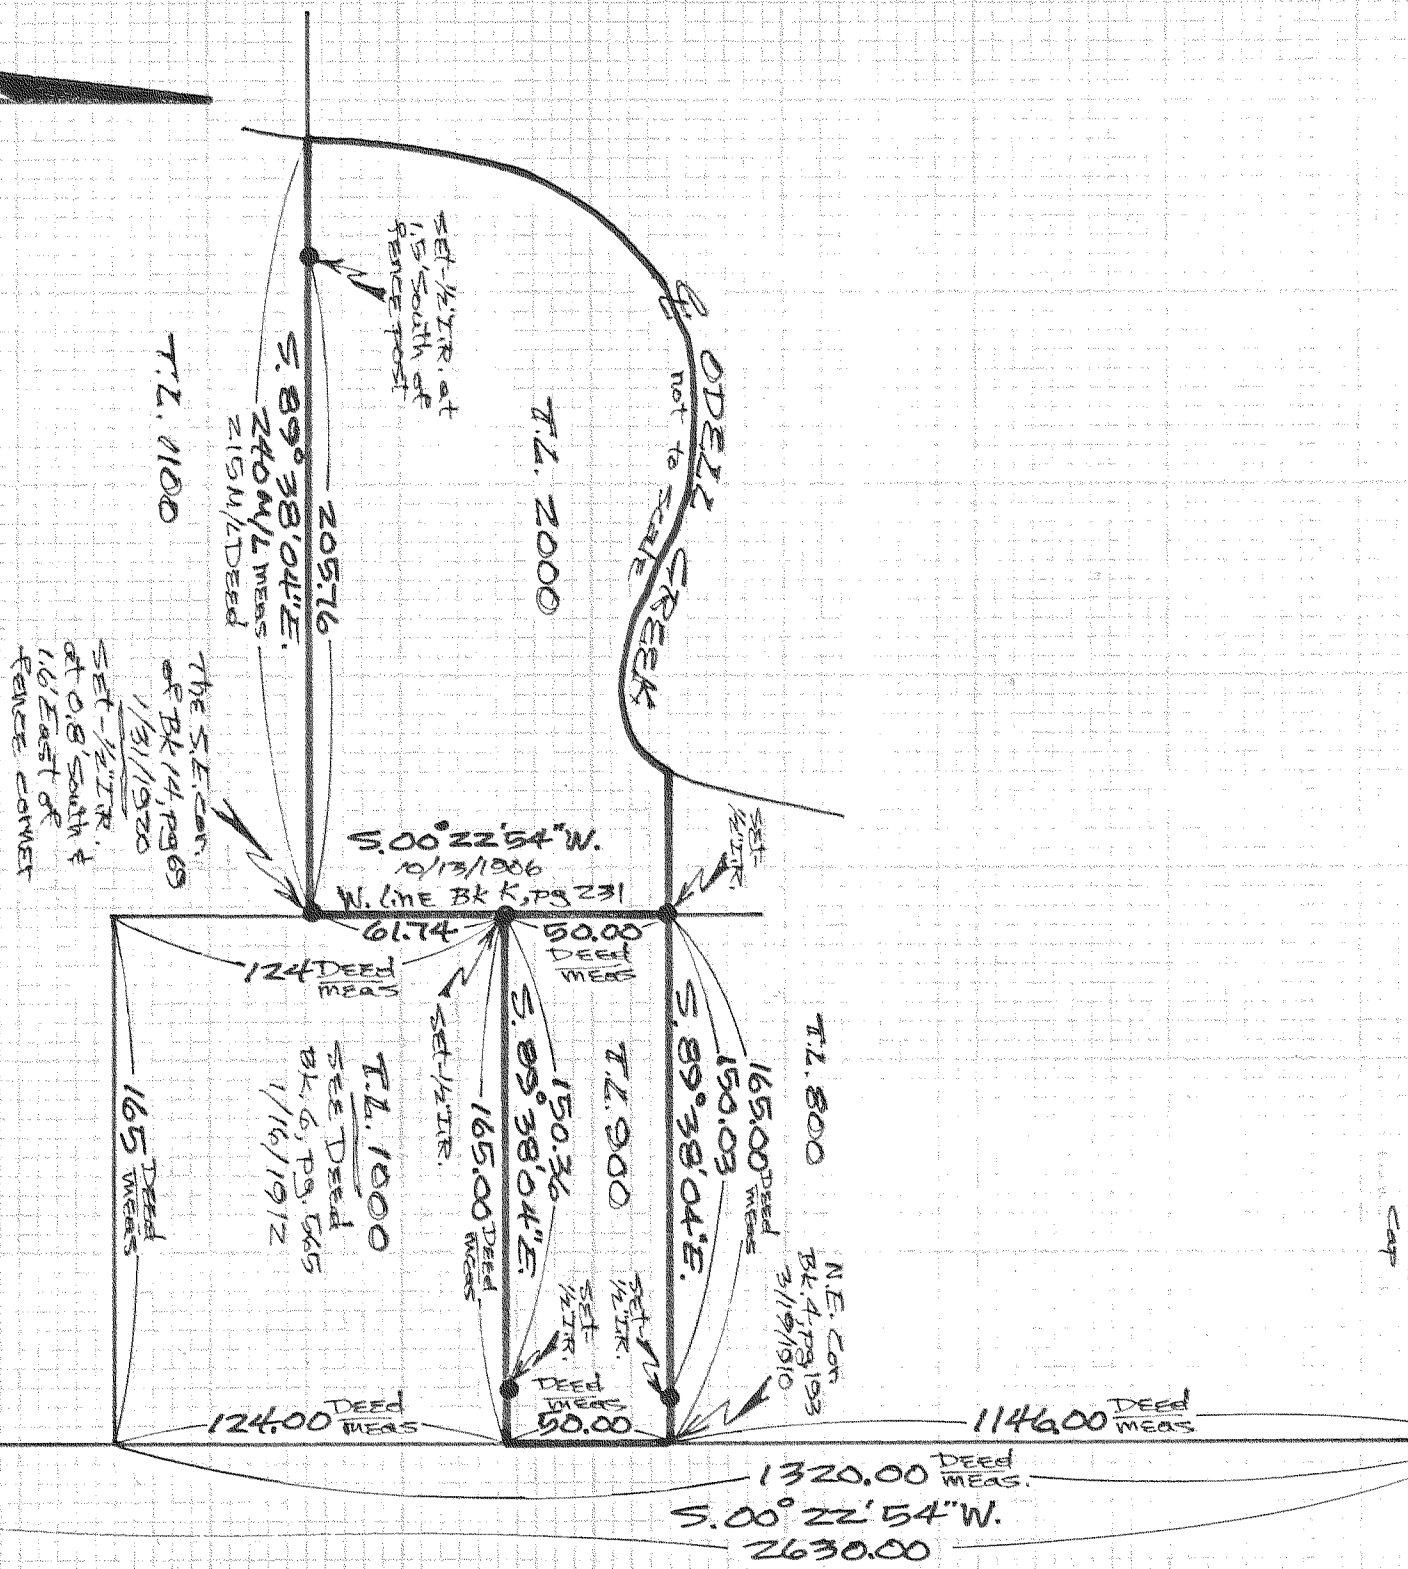 SET-1/2"I.R. at
1.5' South of
fence post
℄ ODELL CREEK
not to scale
T.L. 2000
T.L. 1100
205.76
S. 89° 38' 04" E.
240 M/L meas
215 M/L DEED
The S.E. Cor.
of Bk 14, pg 69
1/31/1920
SET-1/2"I.R.
at 0.8' South &
1.6' East of
fence corner
S. 00° 22' 54" W.
10/13/1906
W. line BK K, pg 231
61.74
50.00
DEED
meas
124 DEED
meas
SET-
1/2"I.R.
SET-1/2"I.R.
T.L. 800
165.00 DEED
meas
150.03
S. 89° 38' 04" E.
T.L. 900
150.36
S. 89° 38' 04" E.
165.00 DEED
meas
T.L. 1000
SEE DEED
BK. 6, pg. 565
1/16/1912
165 DEED
meas
SET-
1/2"I.R.
SET-
1/2"I.R.
N.E. Cor
Bk. 4, pg 193
3/19/1910
Cap
124.00 DEED
meas
DEED
meas
50.00
1146.00 DEED
meas
1320.00 DEED
meas.
S. 00° 22' 54" W.
2630.00